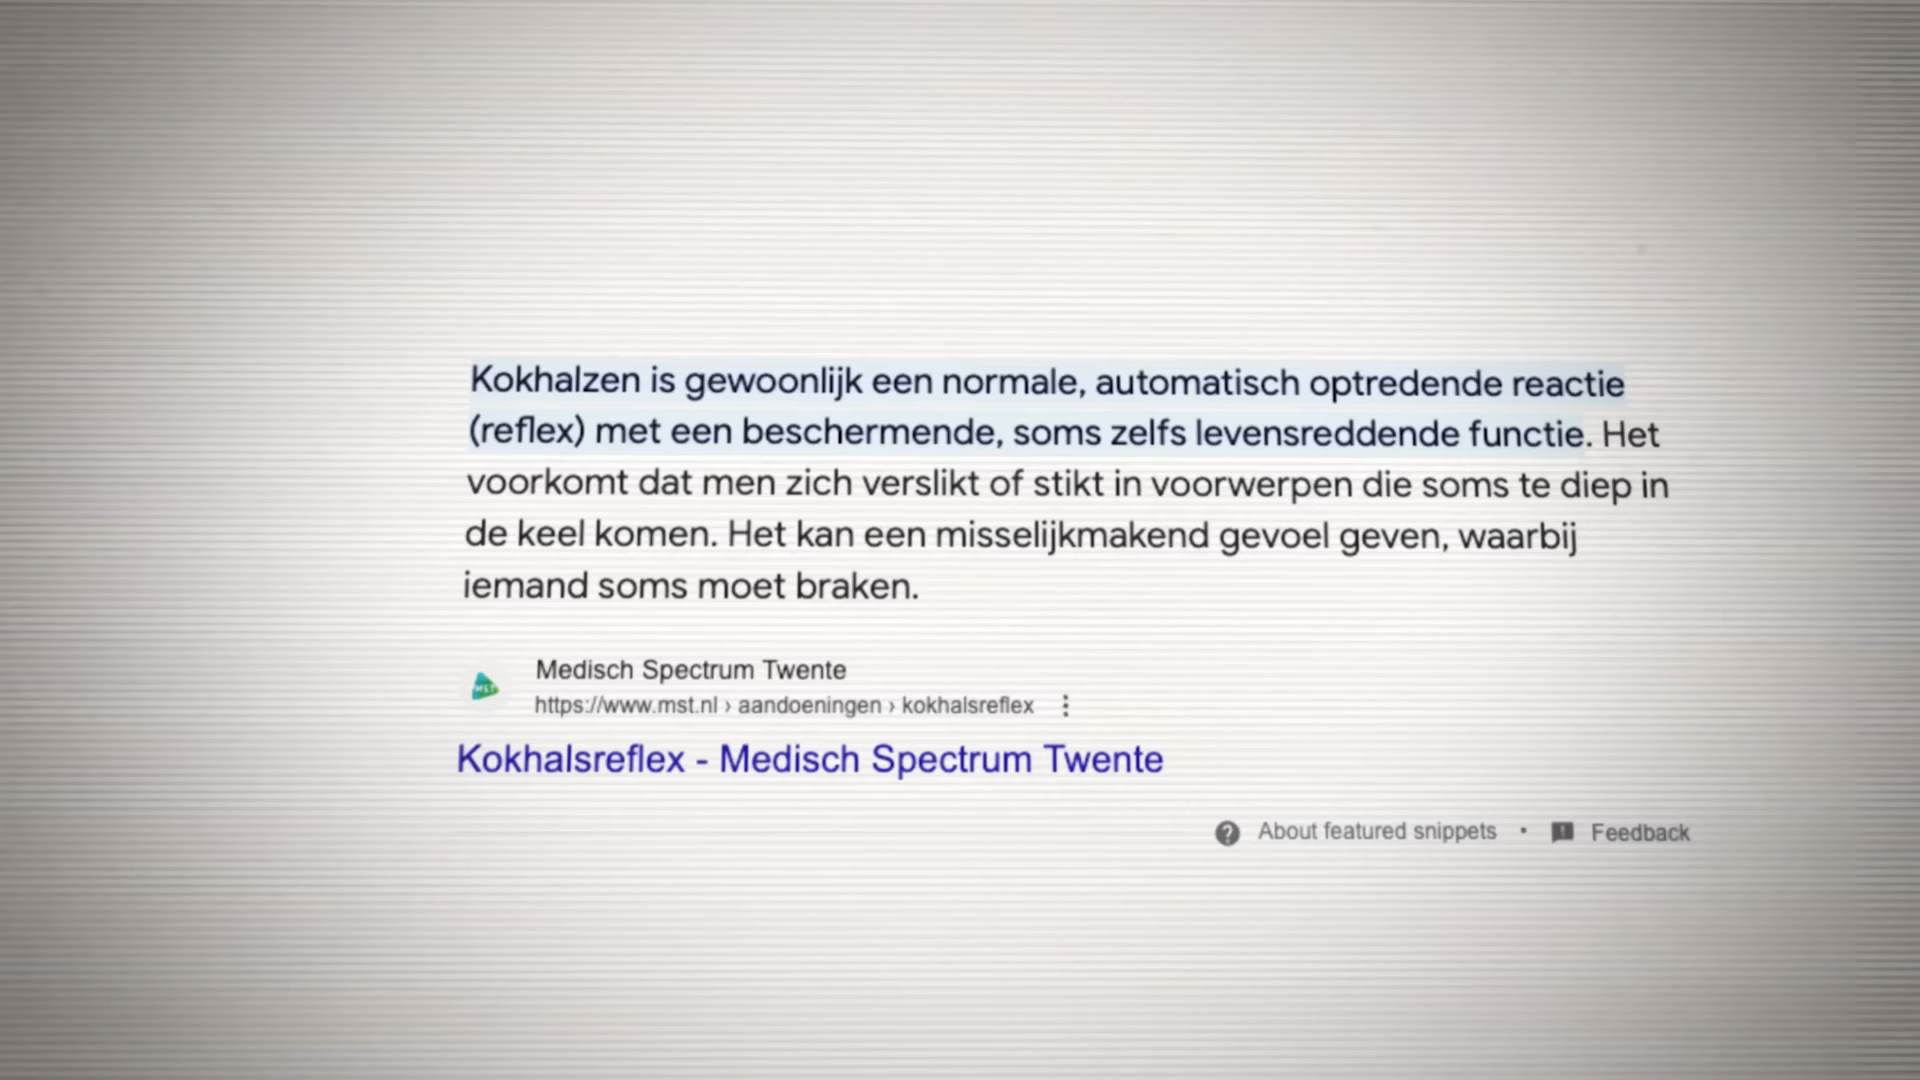 Kokhalzen is gewoonlijk een normale, automatisch optredende reactie
(reflex) met een beschermende, soms zelfs levensreddende functie. Het
voorkomt dat men zich verslikt of stikt in voorwerpen die soms te diep in
de keel komen. Het kan een misselijkmakend gevoel geven, waarbij
iemand soms moet braken.
MST
Medisch Spectrum Twente
https://www.mst.nl › aandoeningen › kokhalsreflex
Kokhalsreflex - Medisch Spectrum Twente
About featured snippets • Feedback